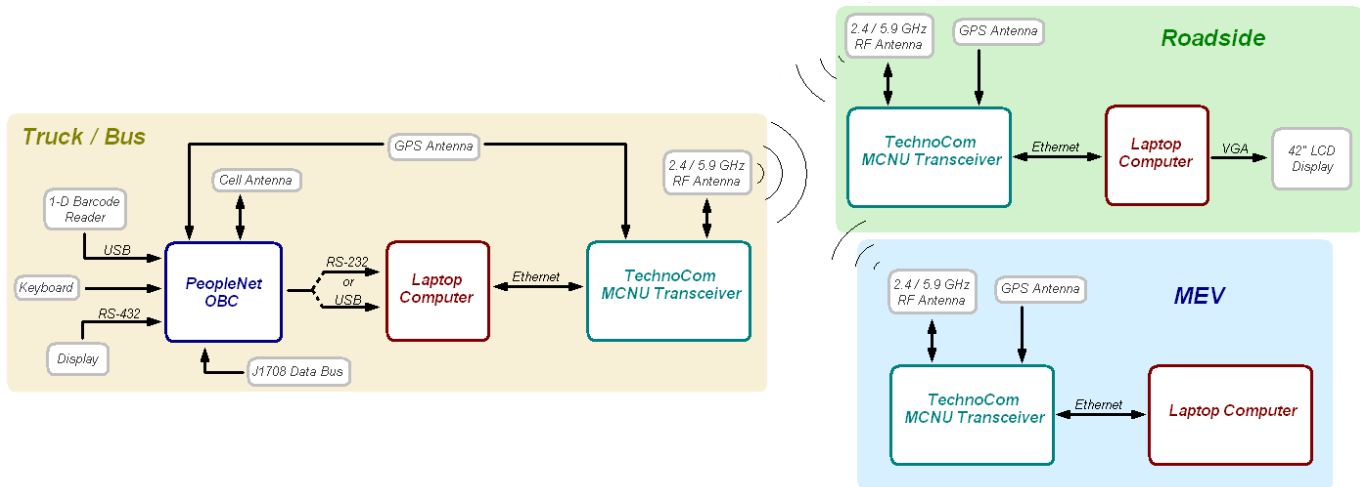 Truck / Bus
GPS Antenna
Cell Antenna
2.4 / 5.9 GHz
RF Antenna
1-D Barcode
Reader
USB
Keyboard
RS-432
Display
PeopleNet
OBC
J1708 Data Bus
RS-232
or
USB
Laptop
Computer
Ethernet
TechnoCom
MCNU Transceiver
Roadside
2.4 / 5.9 GHz
RF Antenna
GPS Antenna
TechnoCom
MCNU Transceiver
Ethernet
Laptop
Computer
VGA
42" LCD
Display
MEV
2.4 / 5.9 GHz
RF Antenna
GPS Antenna
TechnoCom
MCNU Transceiver
Ethernet
Laptop Computer